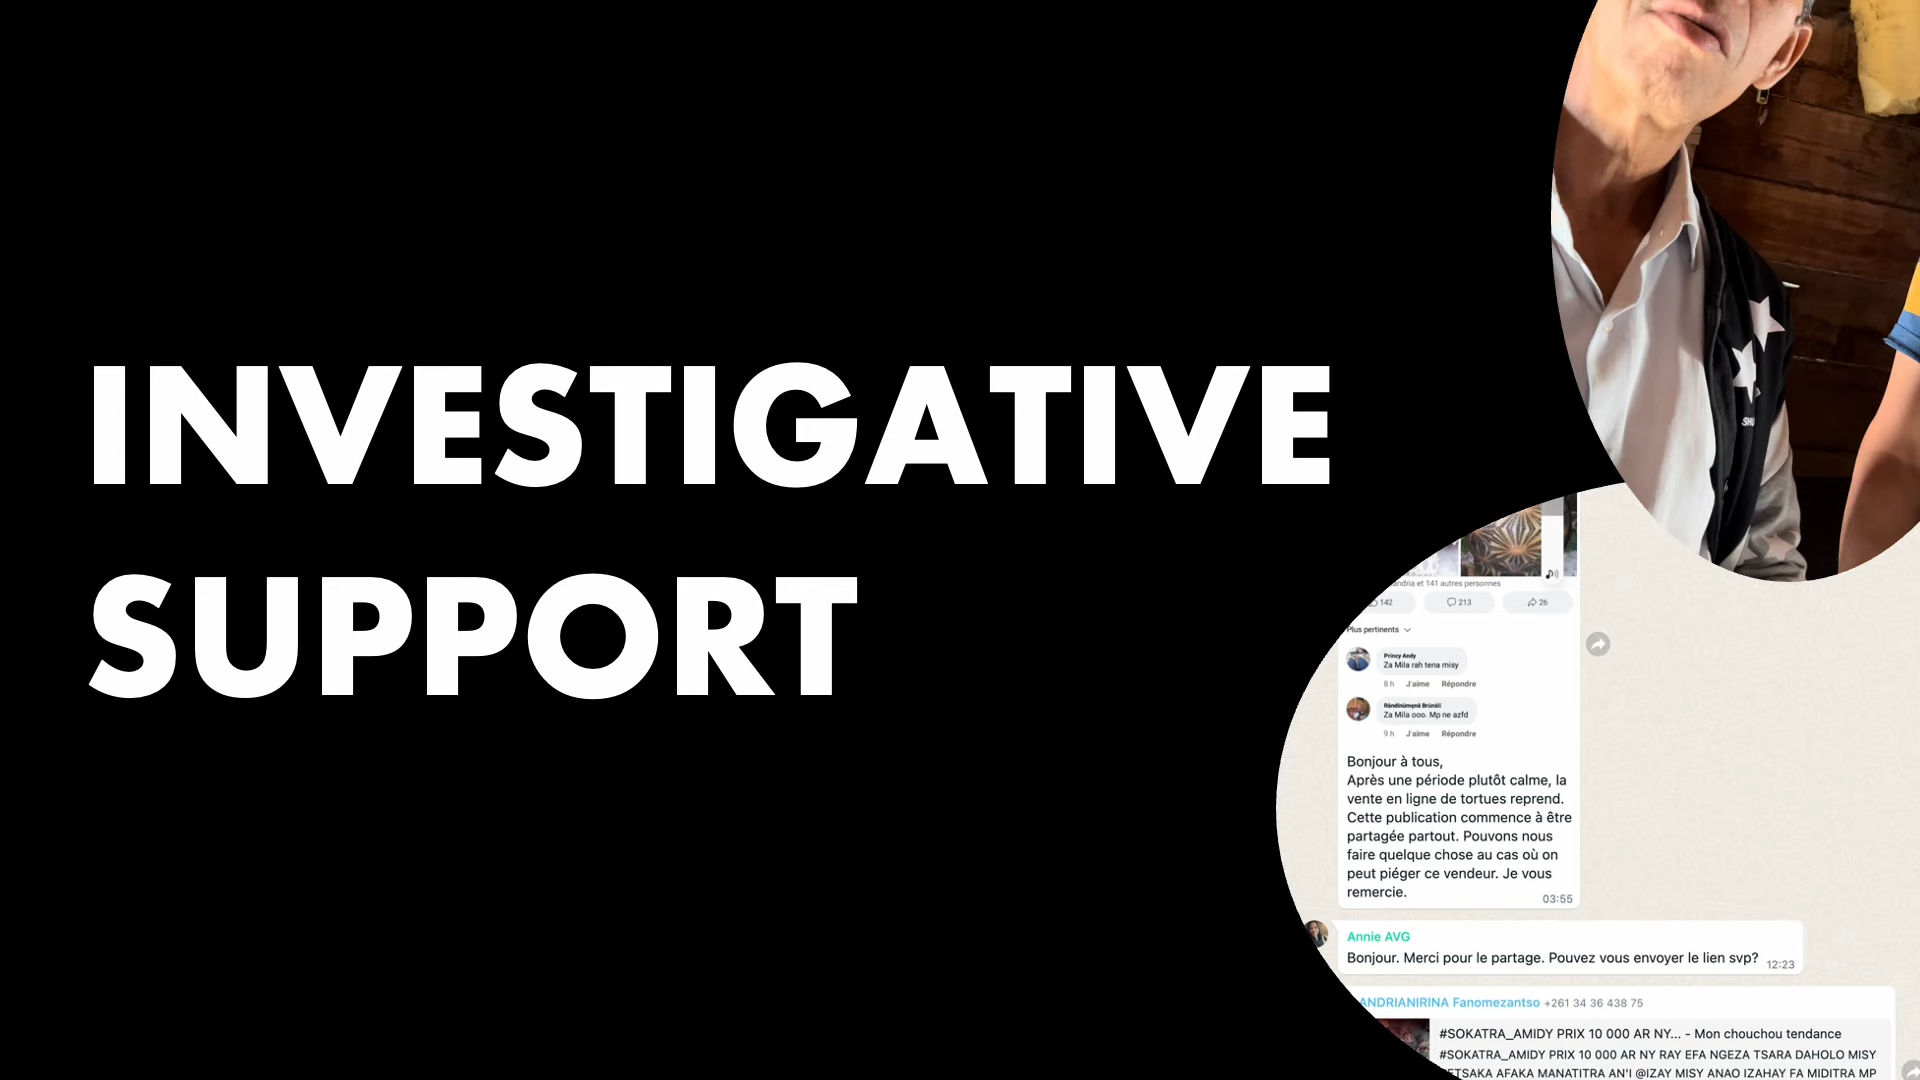 INVESTIGATIVE
SUPPORT
et 141 autres personnes
142
213
26
Plus pertinents
Princy Andy
Za Mila rah tena misy
8 h J'aime Répondre
Za Mila ooo. Mp ne azfd
9 h J'aime Répondre
Bonjour à tous,
Après une période plutôt calme, la
vente en ligne de tortues reprend.
Cette publication commence à être
partagée partout. Pouvons nous
faire quelque chose au cas où on
peut piéger ce vendeur. Je vous
remercie.
03:55
Annie AVG
Bonjour. Merci pour le partage. Pouvez vous envoyer le lien svp?
12:23
ANDRIANIRINA Fanomezantso +261 34 36 438 75
#SOKATRA_AMIDY PRIX 10 000 AR NY... - Mon chouchou tendance
#SOKATRA_AMIDY PRIX 10 000 AR NY RAY EFA NGEZA TSARA DAHOLO MISY
AFAKA MANATITRA AN'I @IZAY MISY ANAO IZAHAY FA MIDITRA MP